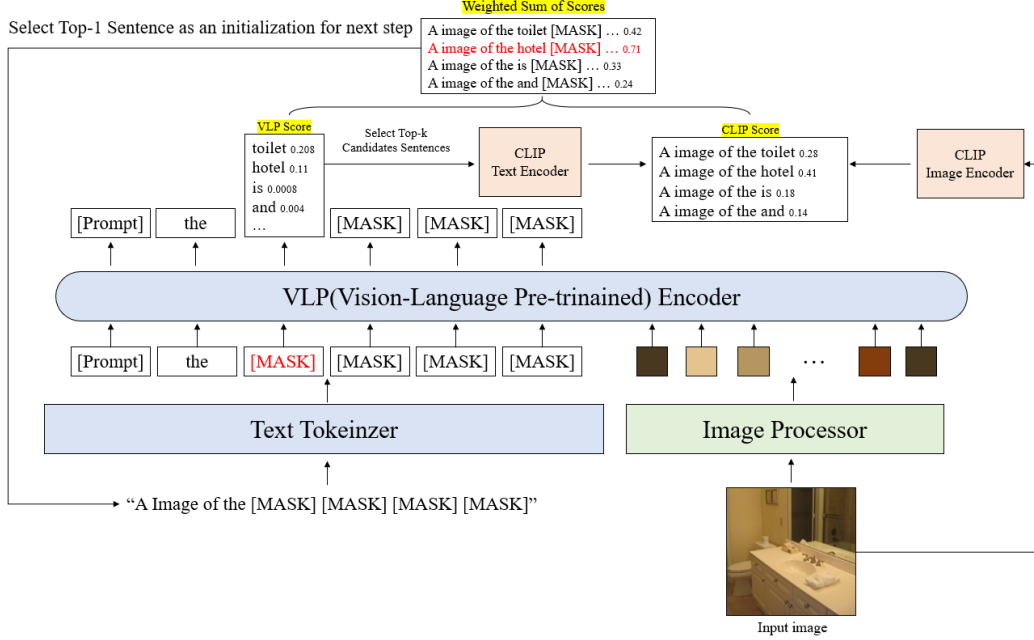 Weighted Sum of Scores
Select Top-1 Sentence as an initialization for next step
A image of the toilet [MASK] … 0.42
A image of the hotel [MASK] … 0.71
A image of the is [MASK] … 0.33
A image of the and [MASK] … 0.24
VLP Score
toilet 0.208
hotel 0.11
is 0.0008
and 0.004
…
Select Top-k
Candidates Sentences
CLIP
Text Encoder
CLIP Score
A image of the toilet 0.28
A image of the hotel 0.41
A image of the is 0.18
A image of the and 0.14
CLIP
Image Encoder
[Prompt] the [MASK] [MASK] [MASK]
VLP(Vision-Language Pre-trinained) Encoder
[Prompt] the [MASK] [MASK] [MASK] [MASK]
…
Text Tokeinzer
Image Processor
“A Image of the [MASK] [MASK] [MASK] [MASK]”
Input image